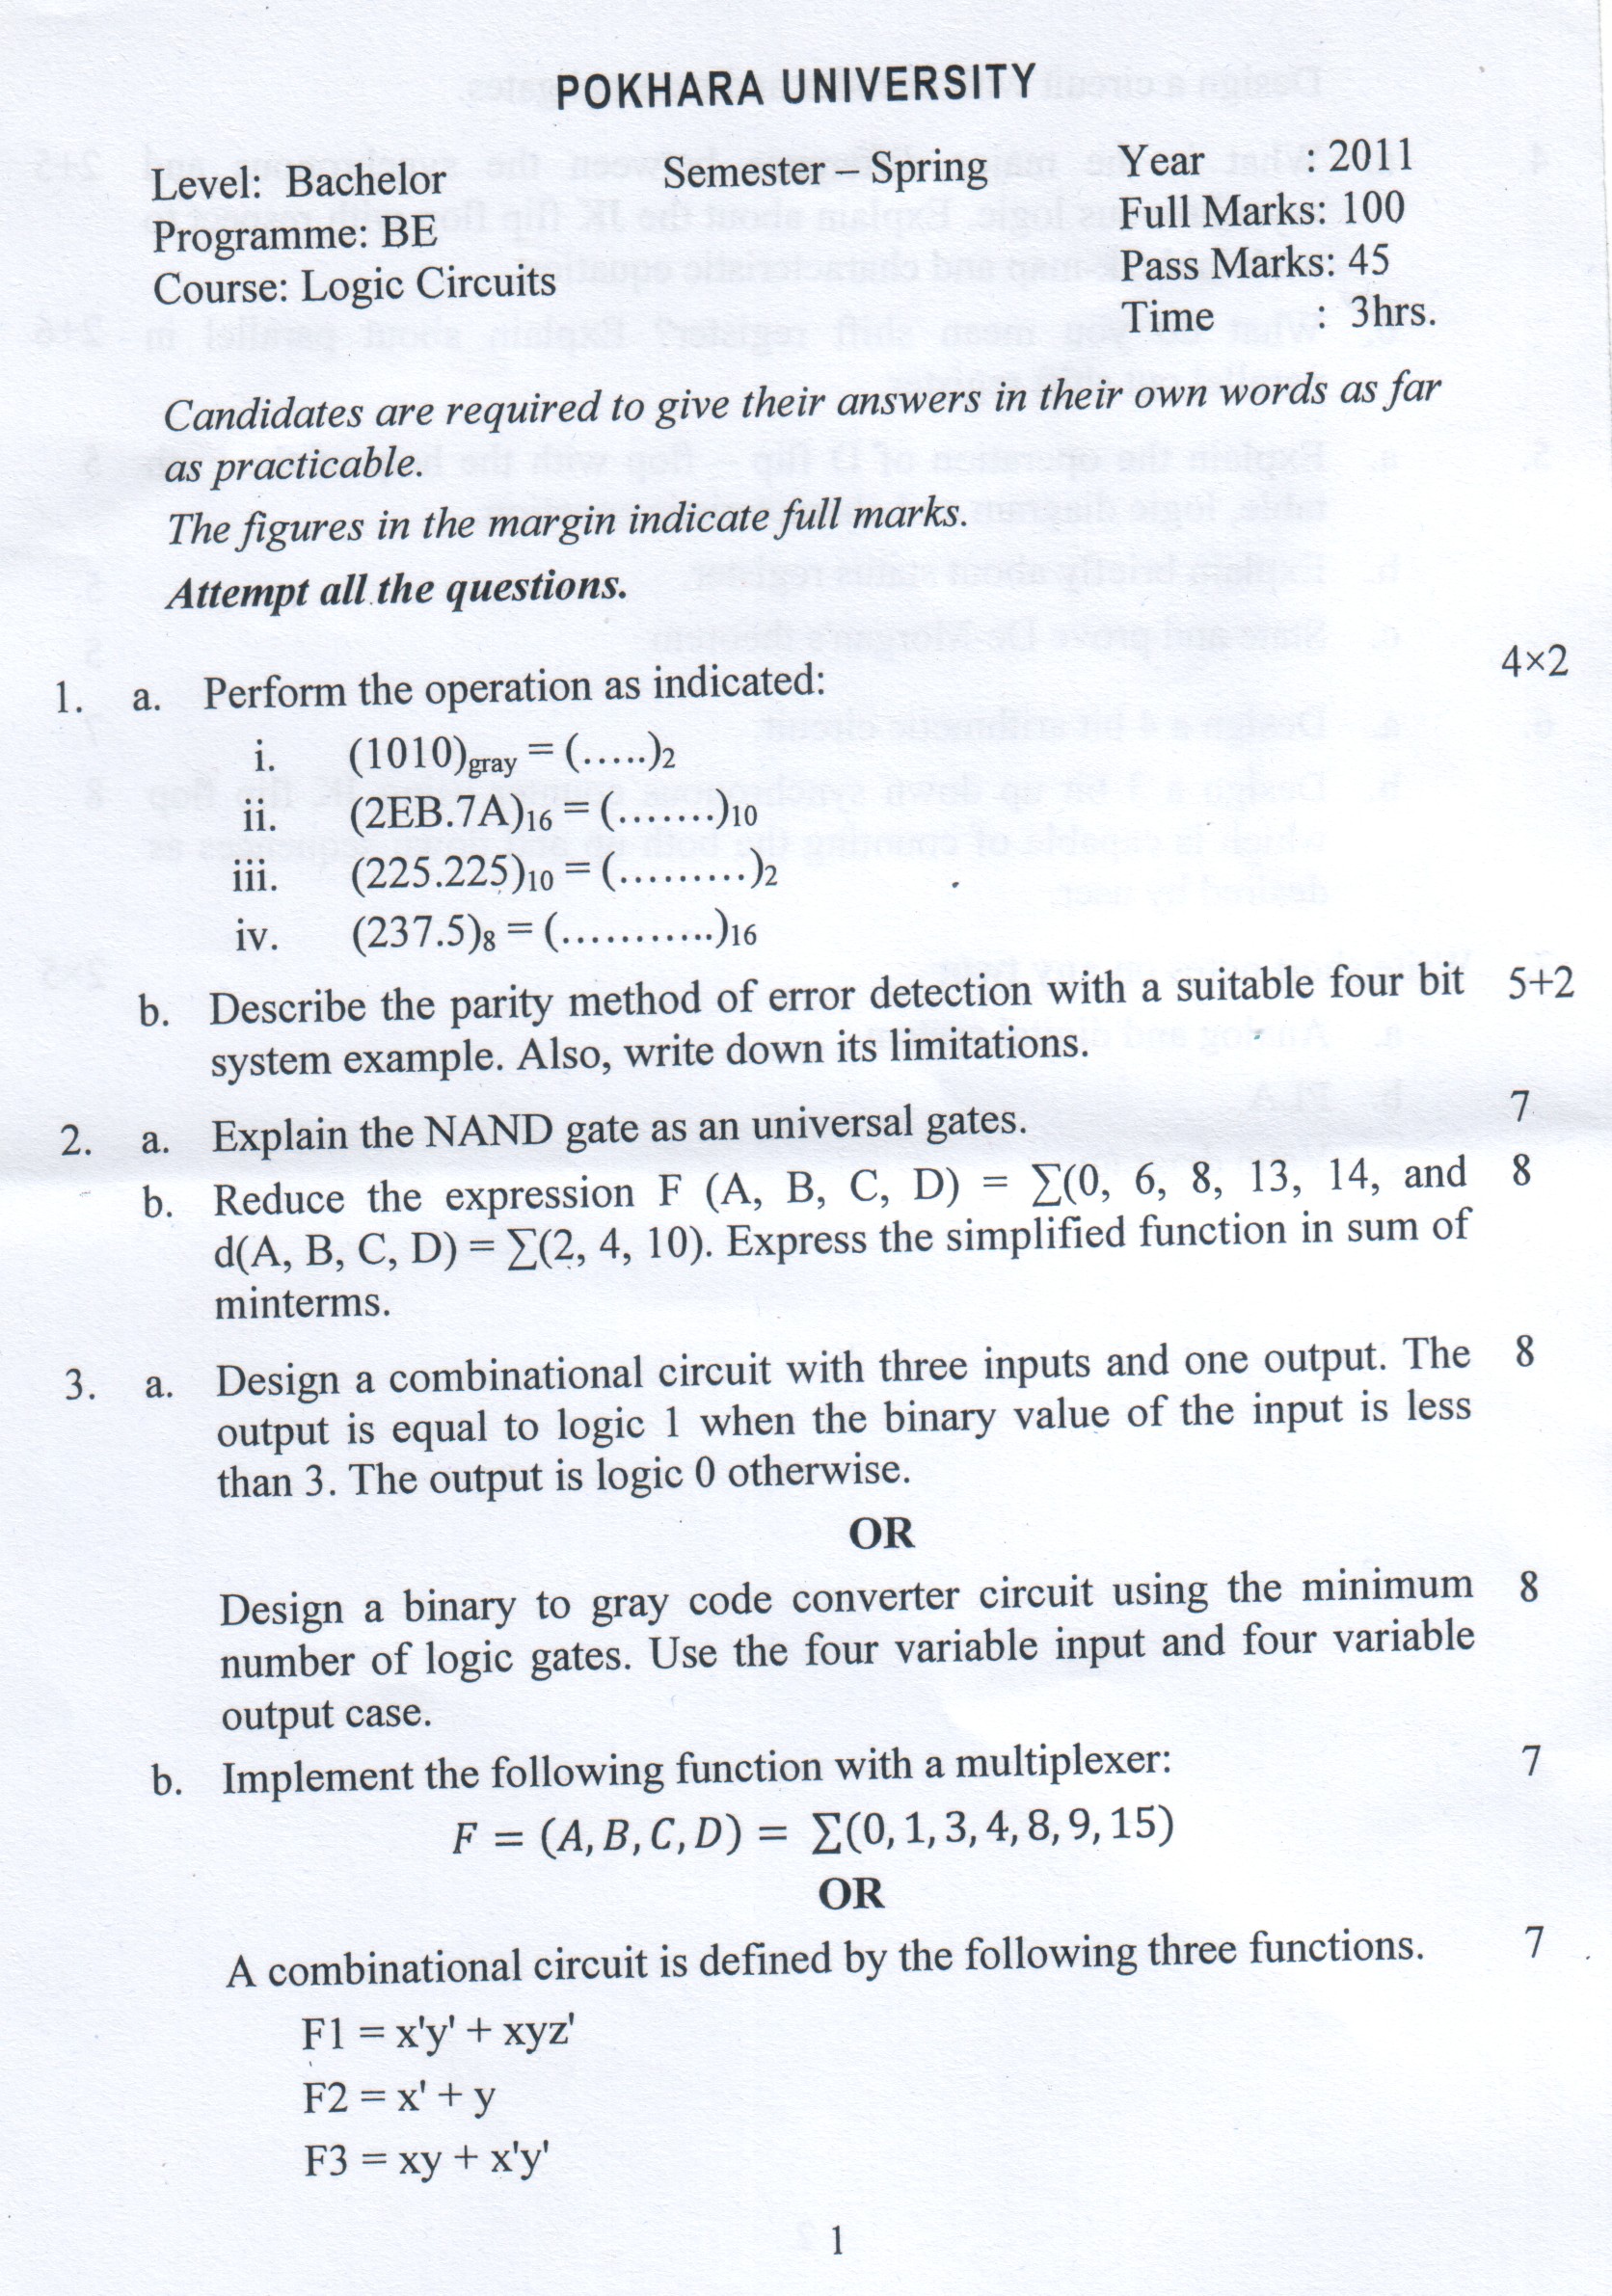 POKHARA UNIVERSITY
Level: Bachelor Semester – Spring Year : 2011
Programme: BE Full Marks: 100
Course: Logic Circuits Pass Marks: 45
Time : 3hrs.
Candidates are required to give their answers in their own words as far
as practicable.
The figures in the margin indicate full marks.
Attempt all the questions.
1. a. Perform the operation as indicated: 4×2
i. (1010)gray = (.....)2
ii. (2EB.7A)16 = (.......)10
iii. (225.225)10 = (.........)2
iv. (237.5)8 = (............)16
b. Describe the parity method of error detection with a suitable four bit 5+2
system example. Also, write down its limitations.
2. a. Explain the NAND gate as an universal gates. 7
b. Reduce the expression F (A, B, C, D) = ∑(0, 6, 8, 13, 14, and 8
d(A, B, C, D) = ∑(2, 4, 10). Express the simplified function in sum of
minterms.
3. a. Design a combinational circuit with three inputs and one output. The 8
output is equal to logic 1 when the binary value of the input is less
than 3. The output is logic 0 otherwise.
OR
Design a binary to gray code converter circuit using the minimum 8
number of logic gates. Use the four variable input and four variable
output case.
b. Implement the following function with a multiplexer: 7
F = (A, B, C, D) = ∑(0, 1, 3, 4, 8, 9, 15)
OR
A combinational circuit is defined by the following three functions. 7
F1 = x'y' + xyz'
F2 = x' + y
F3 = xy + x'y'
1